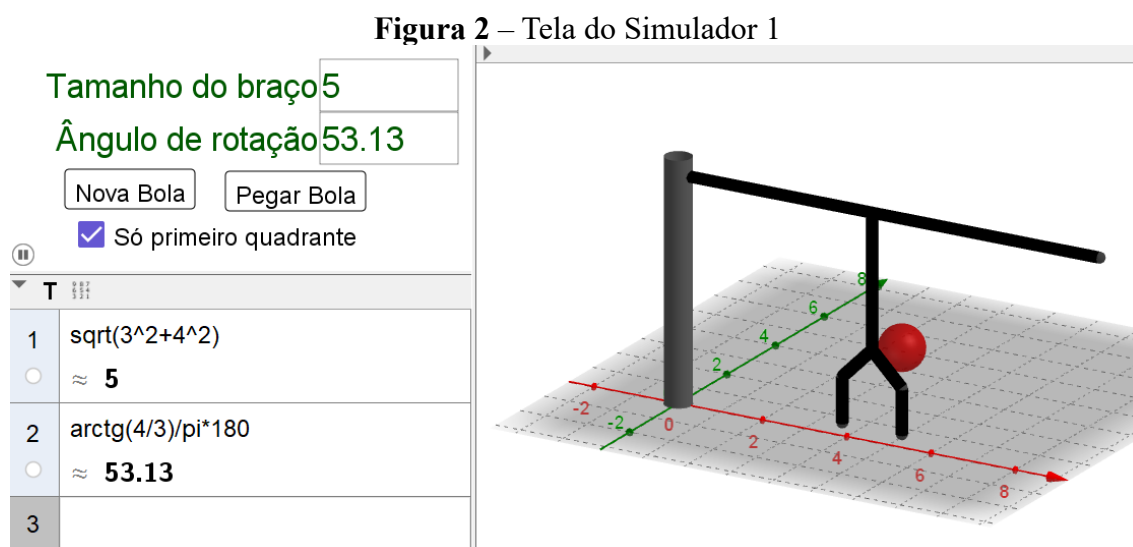 Figura 2 – Tela do Simulador 1
Tamanho do braço 5
Ângulo de rotação 53.13
Nova Bola Pegar Bola
Só primeiro quadrante
T
1 sqrt(3^2+4^2)
≈ 5
2 arctg(4/3)/pi*180
≈ 53.13
3
8
6
4
2
-2
-2
0
2
4
6
8